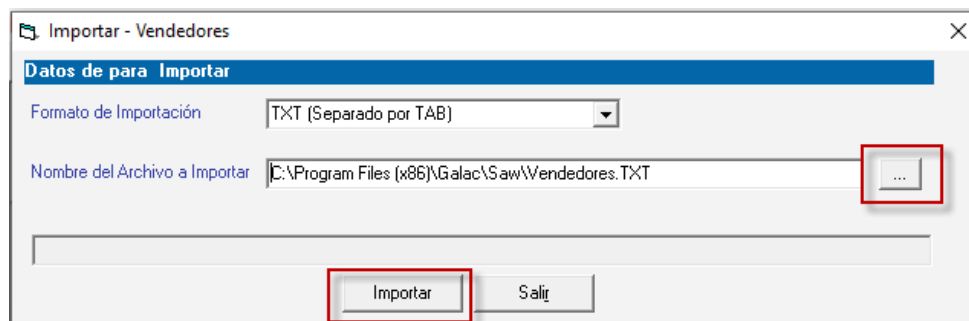 Importar - Vendedores
Datos de para Importar
Formato de Importación TXT (Separado por TAB)
Nombre del Archivo a Importar C:\Program Files (x86)\Galac\Saw\Vendedores.TXT ...
Importar Salir